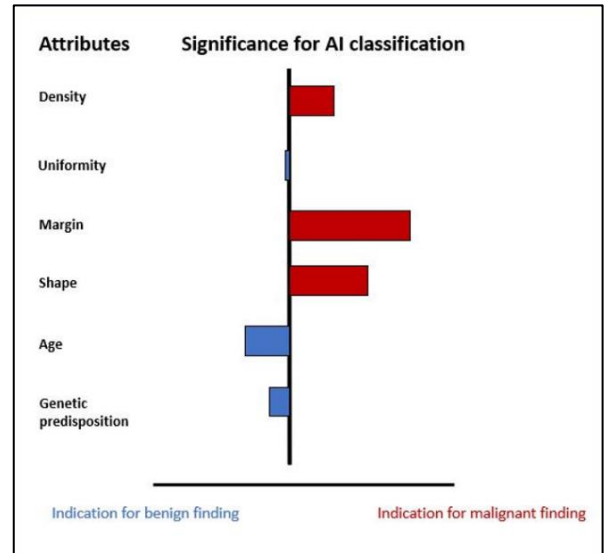 Attributes Significance for AI classification
Density
Uniformity
Margin
Shape
Age
Genetic
predisposition
Indication for benign finding Indication for malignant finding